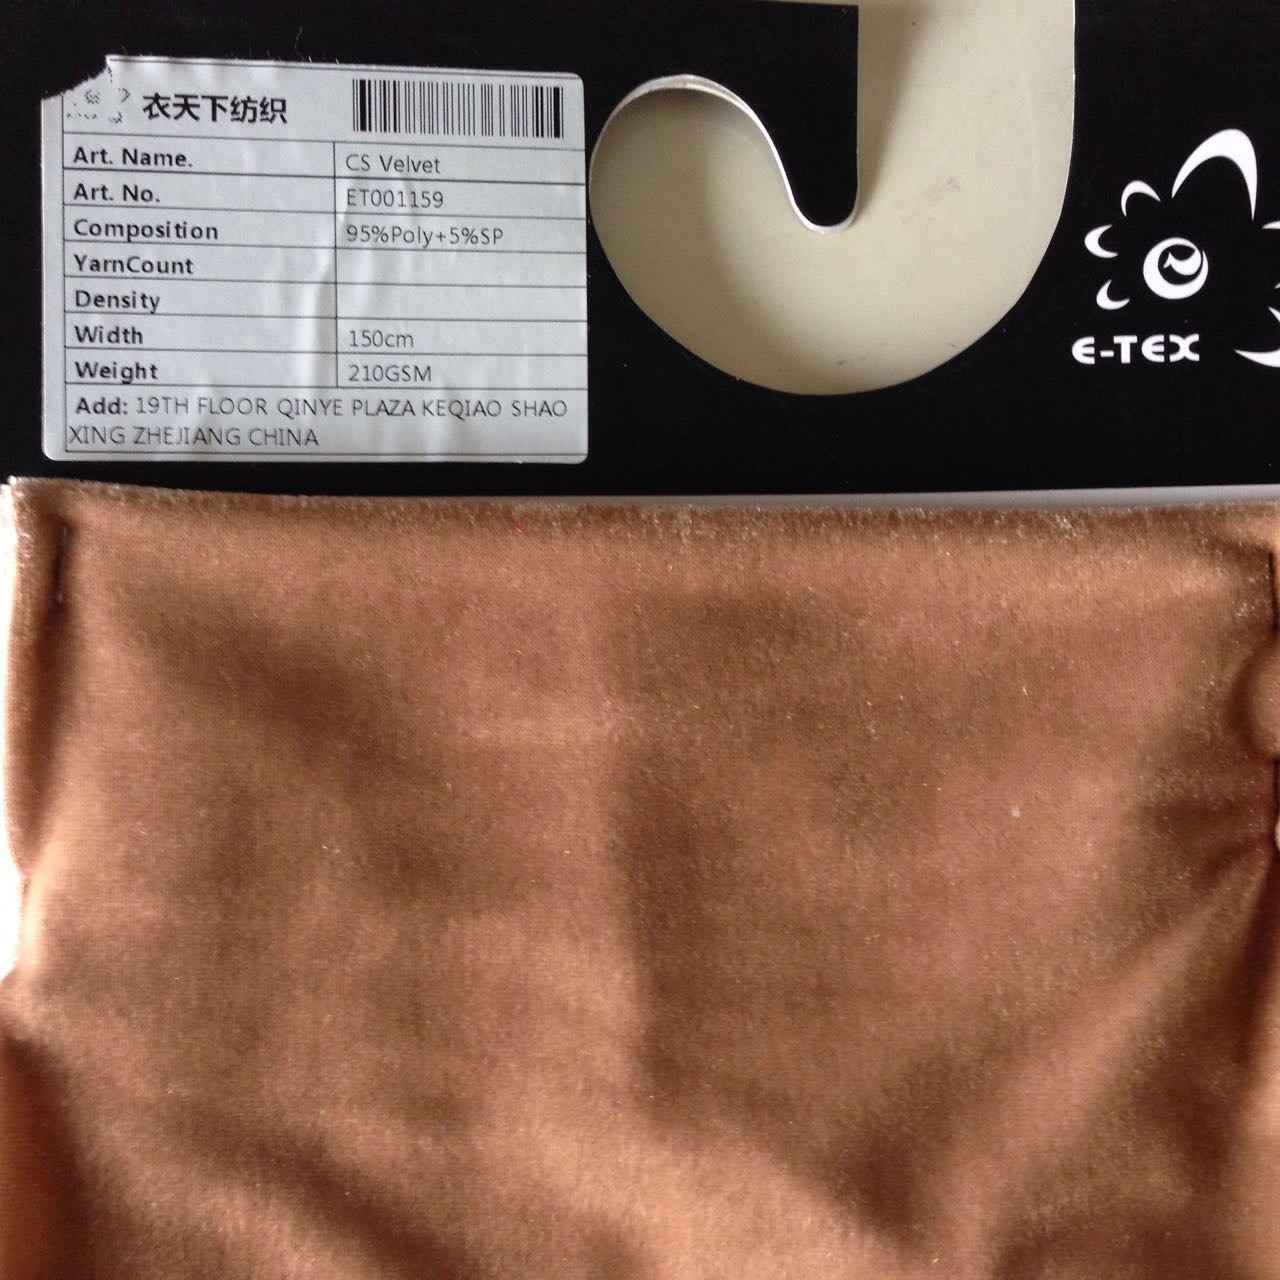 衣天下纺织
Art. Name. CS Velvet
Art. No. ET001159
Composition 95%Poly+5%SP
YarnCount
Density
Width 150cm
Weight 210GSM
Add: 19TH FLOOR QINYE PLAZA KEQIAO SHAO
XING ZHEJIANG CHINA
E-TEX